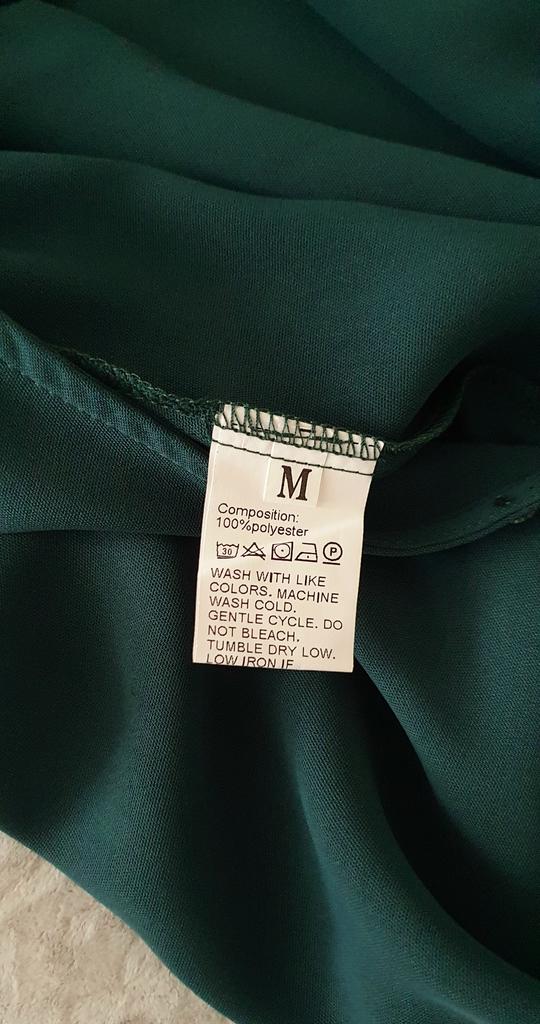 M
Composition:
100%polyester
30 P
WASH WITH LIKE
COLORS. MACHINE
WASH COLD.
GENTLE CYCLE. DO
NOT BLEACH.
TUMBLE DRY LOW.
LOW IRON IF